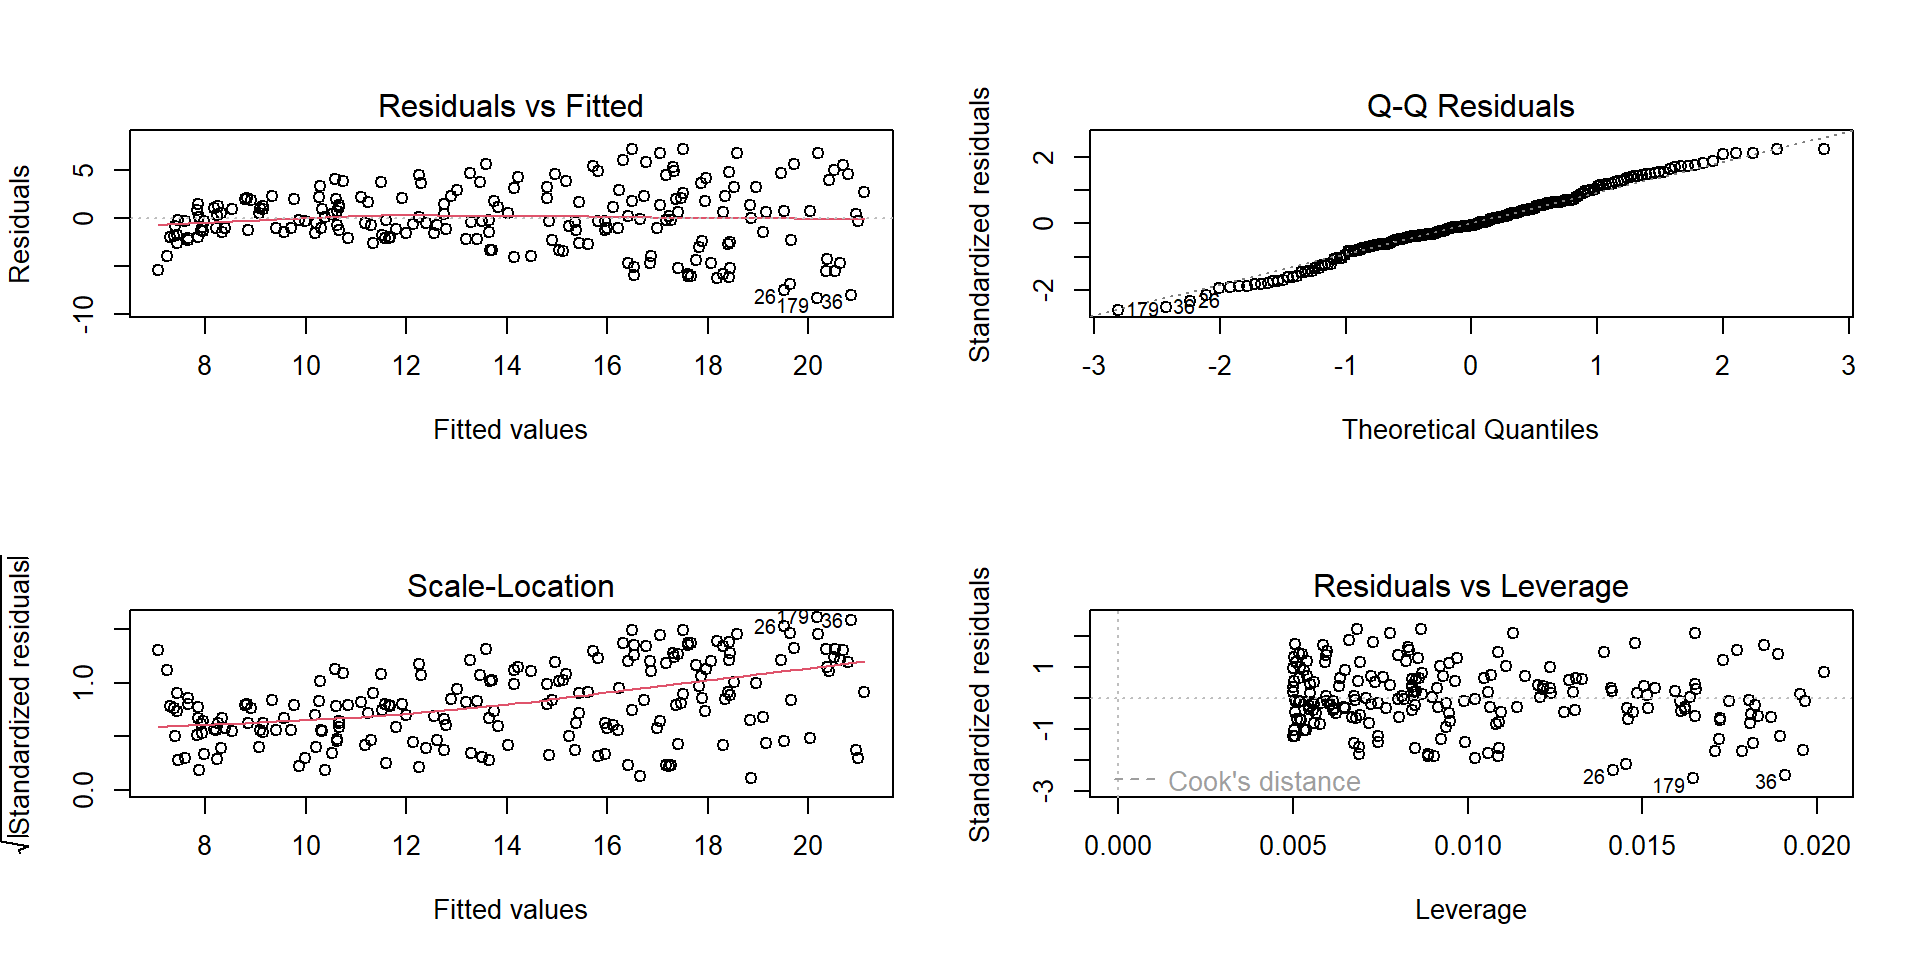 Residuals vs Fitted
Residuals
5
0
-10
26
179
36
8 10 12 14 16 18 20
Fitted values
Q-Q Residuals
Standardized residuals
2
0
-2
179
36
26
-3 -2 -1 0 1 2 3
Theoretical Quantiles
Scale-Location
√|Standardized residuals|
1.0
0.0
26
179
36
8 10 12 14 16 18 20
Fitted values
Residuals vs Leverage
Standardized residuals
1
-1
-3
Cook's distance
26
179
36
0.000 0.005 0.010 0.015 0.020
Leverage